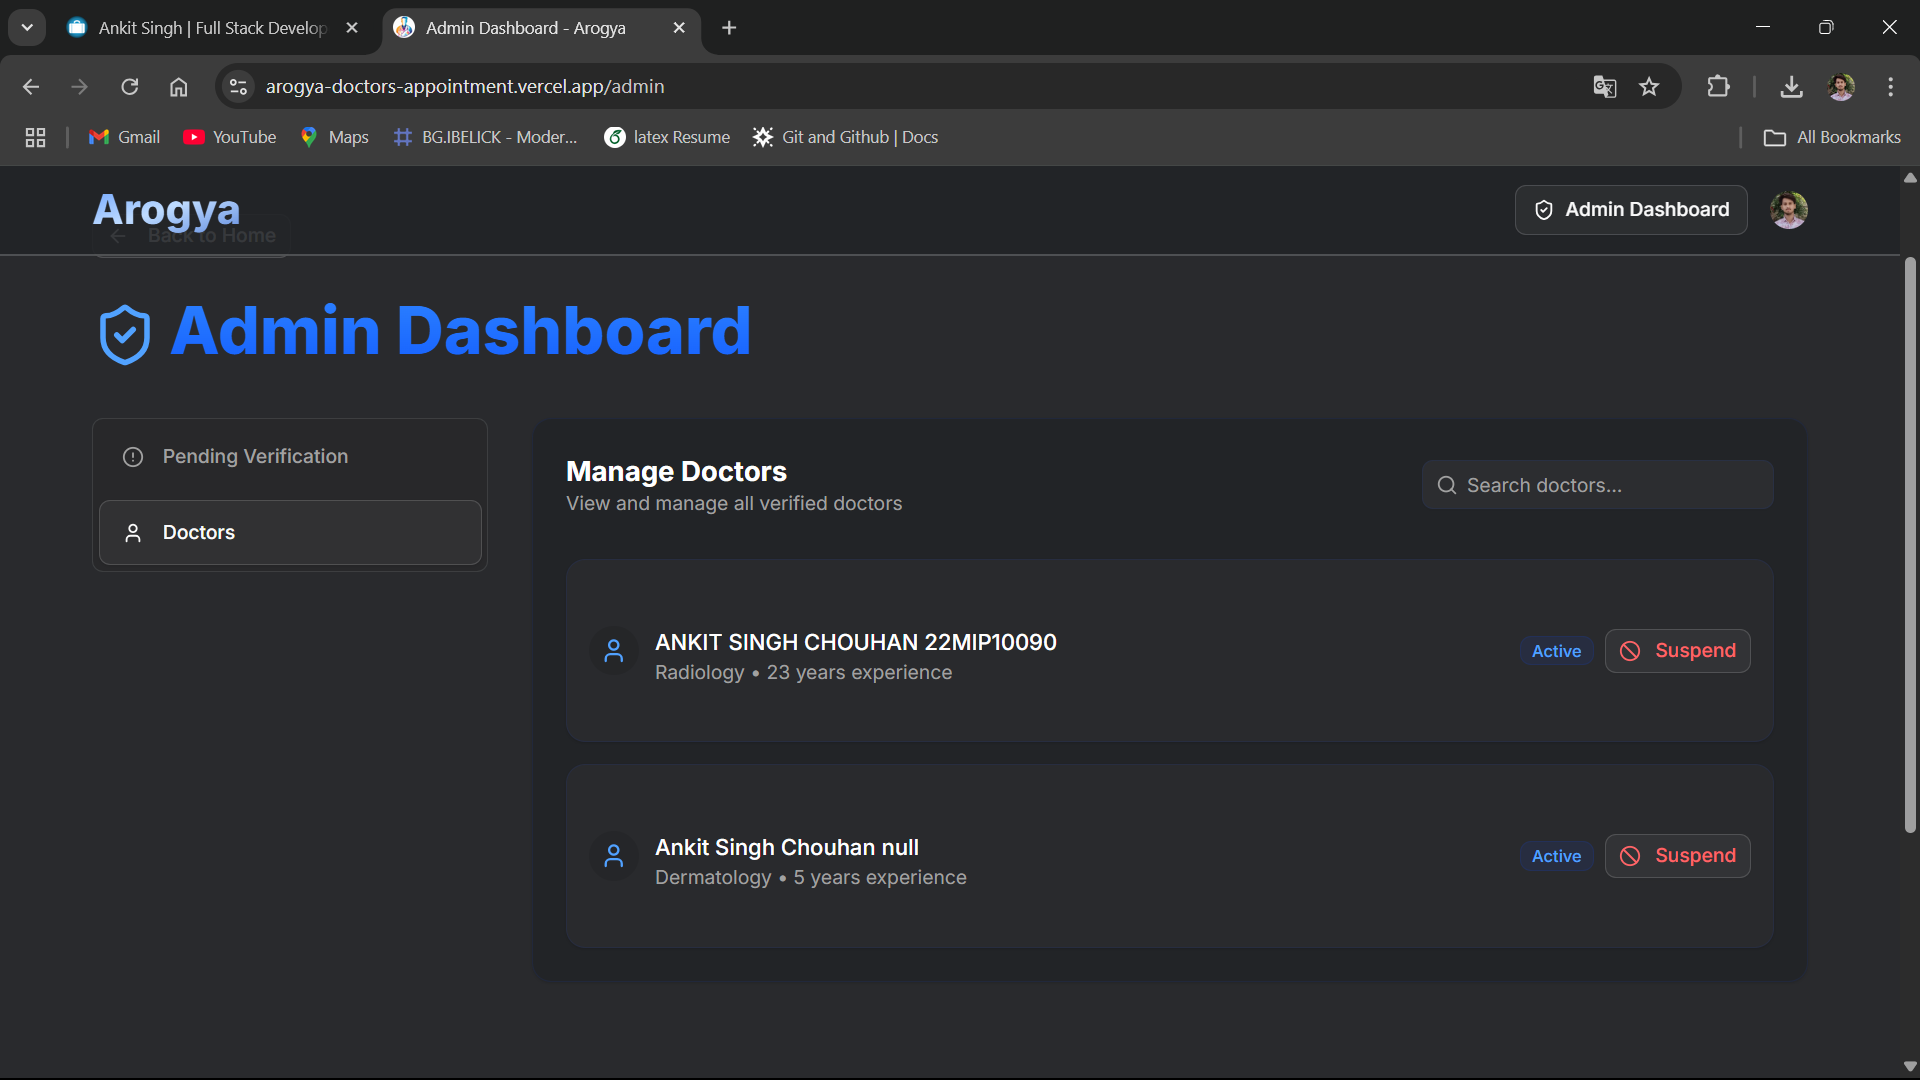 Ankit Singh | Full Stack Develop
Admin Dashboard - Arogya
arogya-doctors-appointment.vercel.app/admin
Gmail
YouTube
Maps
BG.IBELICK - Moder...
latex Resume
Git and Github | Docs
All Bookmarks
Arogya
Back to Home
Admin Dashboard
Admin Dashboard
Pending Verification
Doctors
Manage Doctors
View and manage all verified doctors
Search doctors...
ANKIT SINGH CHOUHAN 22MIP10090
Radiology • 23 years experience
Active
Suspend
Ankit Singh Chouhan null
Dermatology • 5 years experience
Active
Suspend